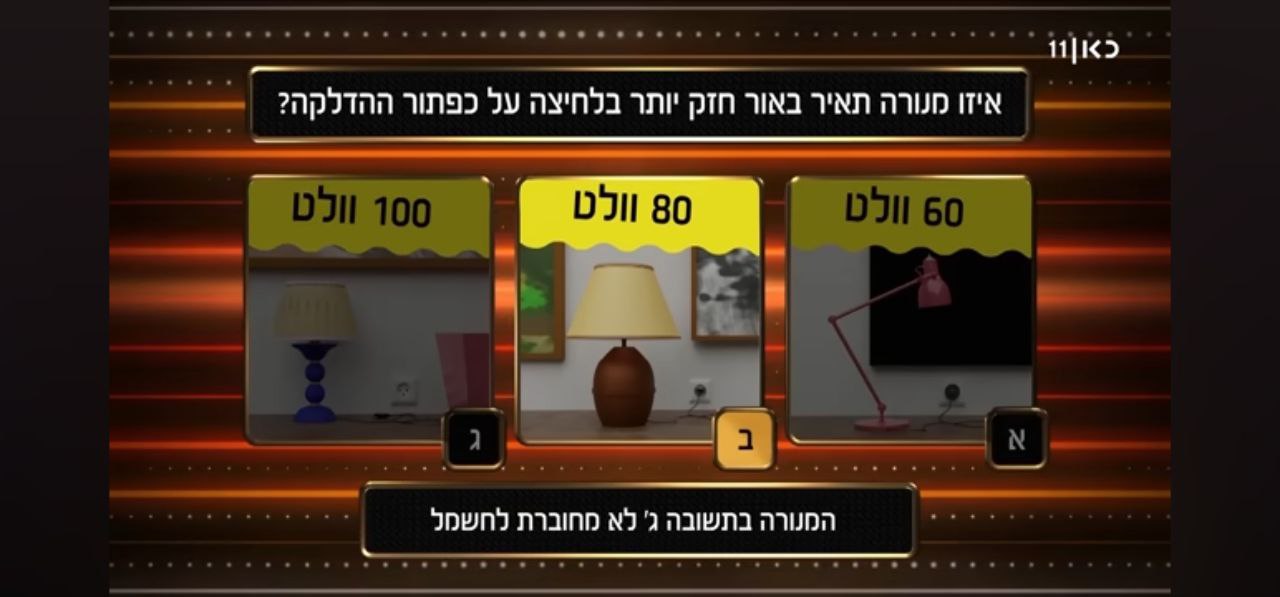 כאן|11
איזו מנורה תאיר באור חזק יותר בלחיצה על כפתור ההדלקה?
60 וולט
80 וולט
100 וולט
א
ב
ג
המנורה בתשובה ג' לא מחוברת לחשמל